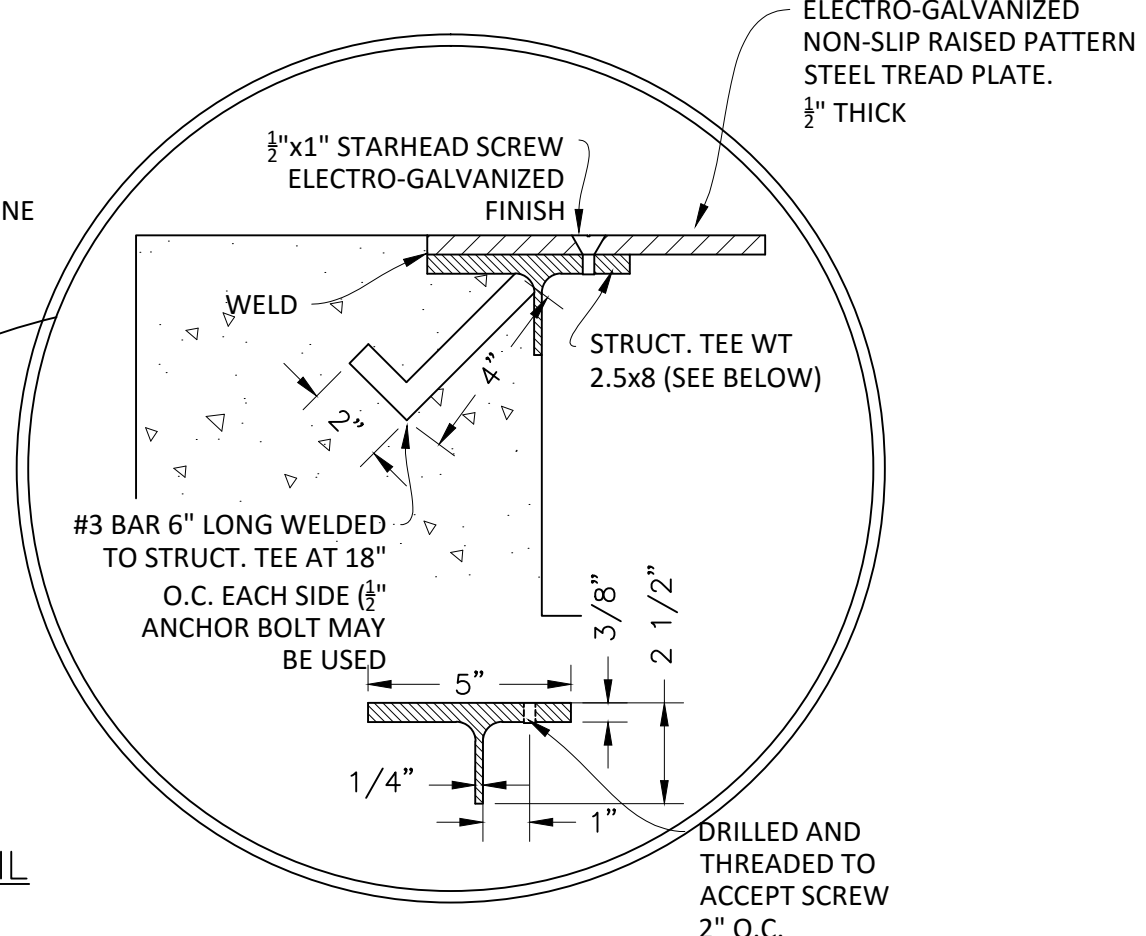 ELECTRO-GALVANIZED
NON-SLIP RAISED PATTERN
STEEL TREAD PLATE.
½" THICK
½"x1" STARHEAD SCREW
ELECTRO-GALVANIZED
FINISH
NE
WELD
STRUCT. TEE WT
2.5x8 (SEE BELOW)
4"
2"
#3 BAR 6" LONG WELDED
TO STRUCT. TEE AT 18"
O.C. EACH SIDE (½"
ANCHOR BOLT MAY
BE USED
3/8"
2 1/2"
5"
1/4"
1"
DRILLED AND
THREADED TO
ACCEPT SCREW
2" O.C.
IL